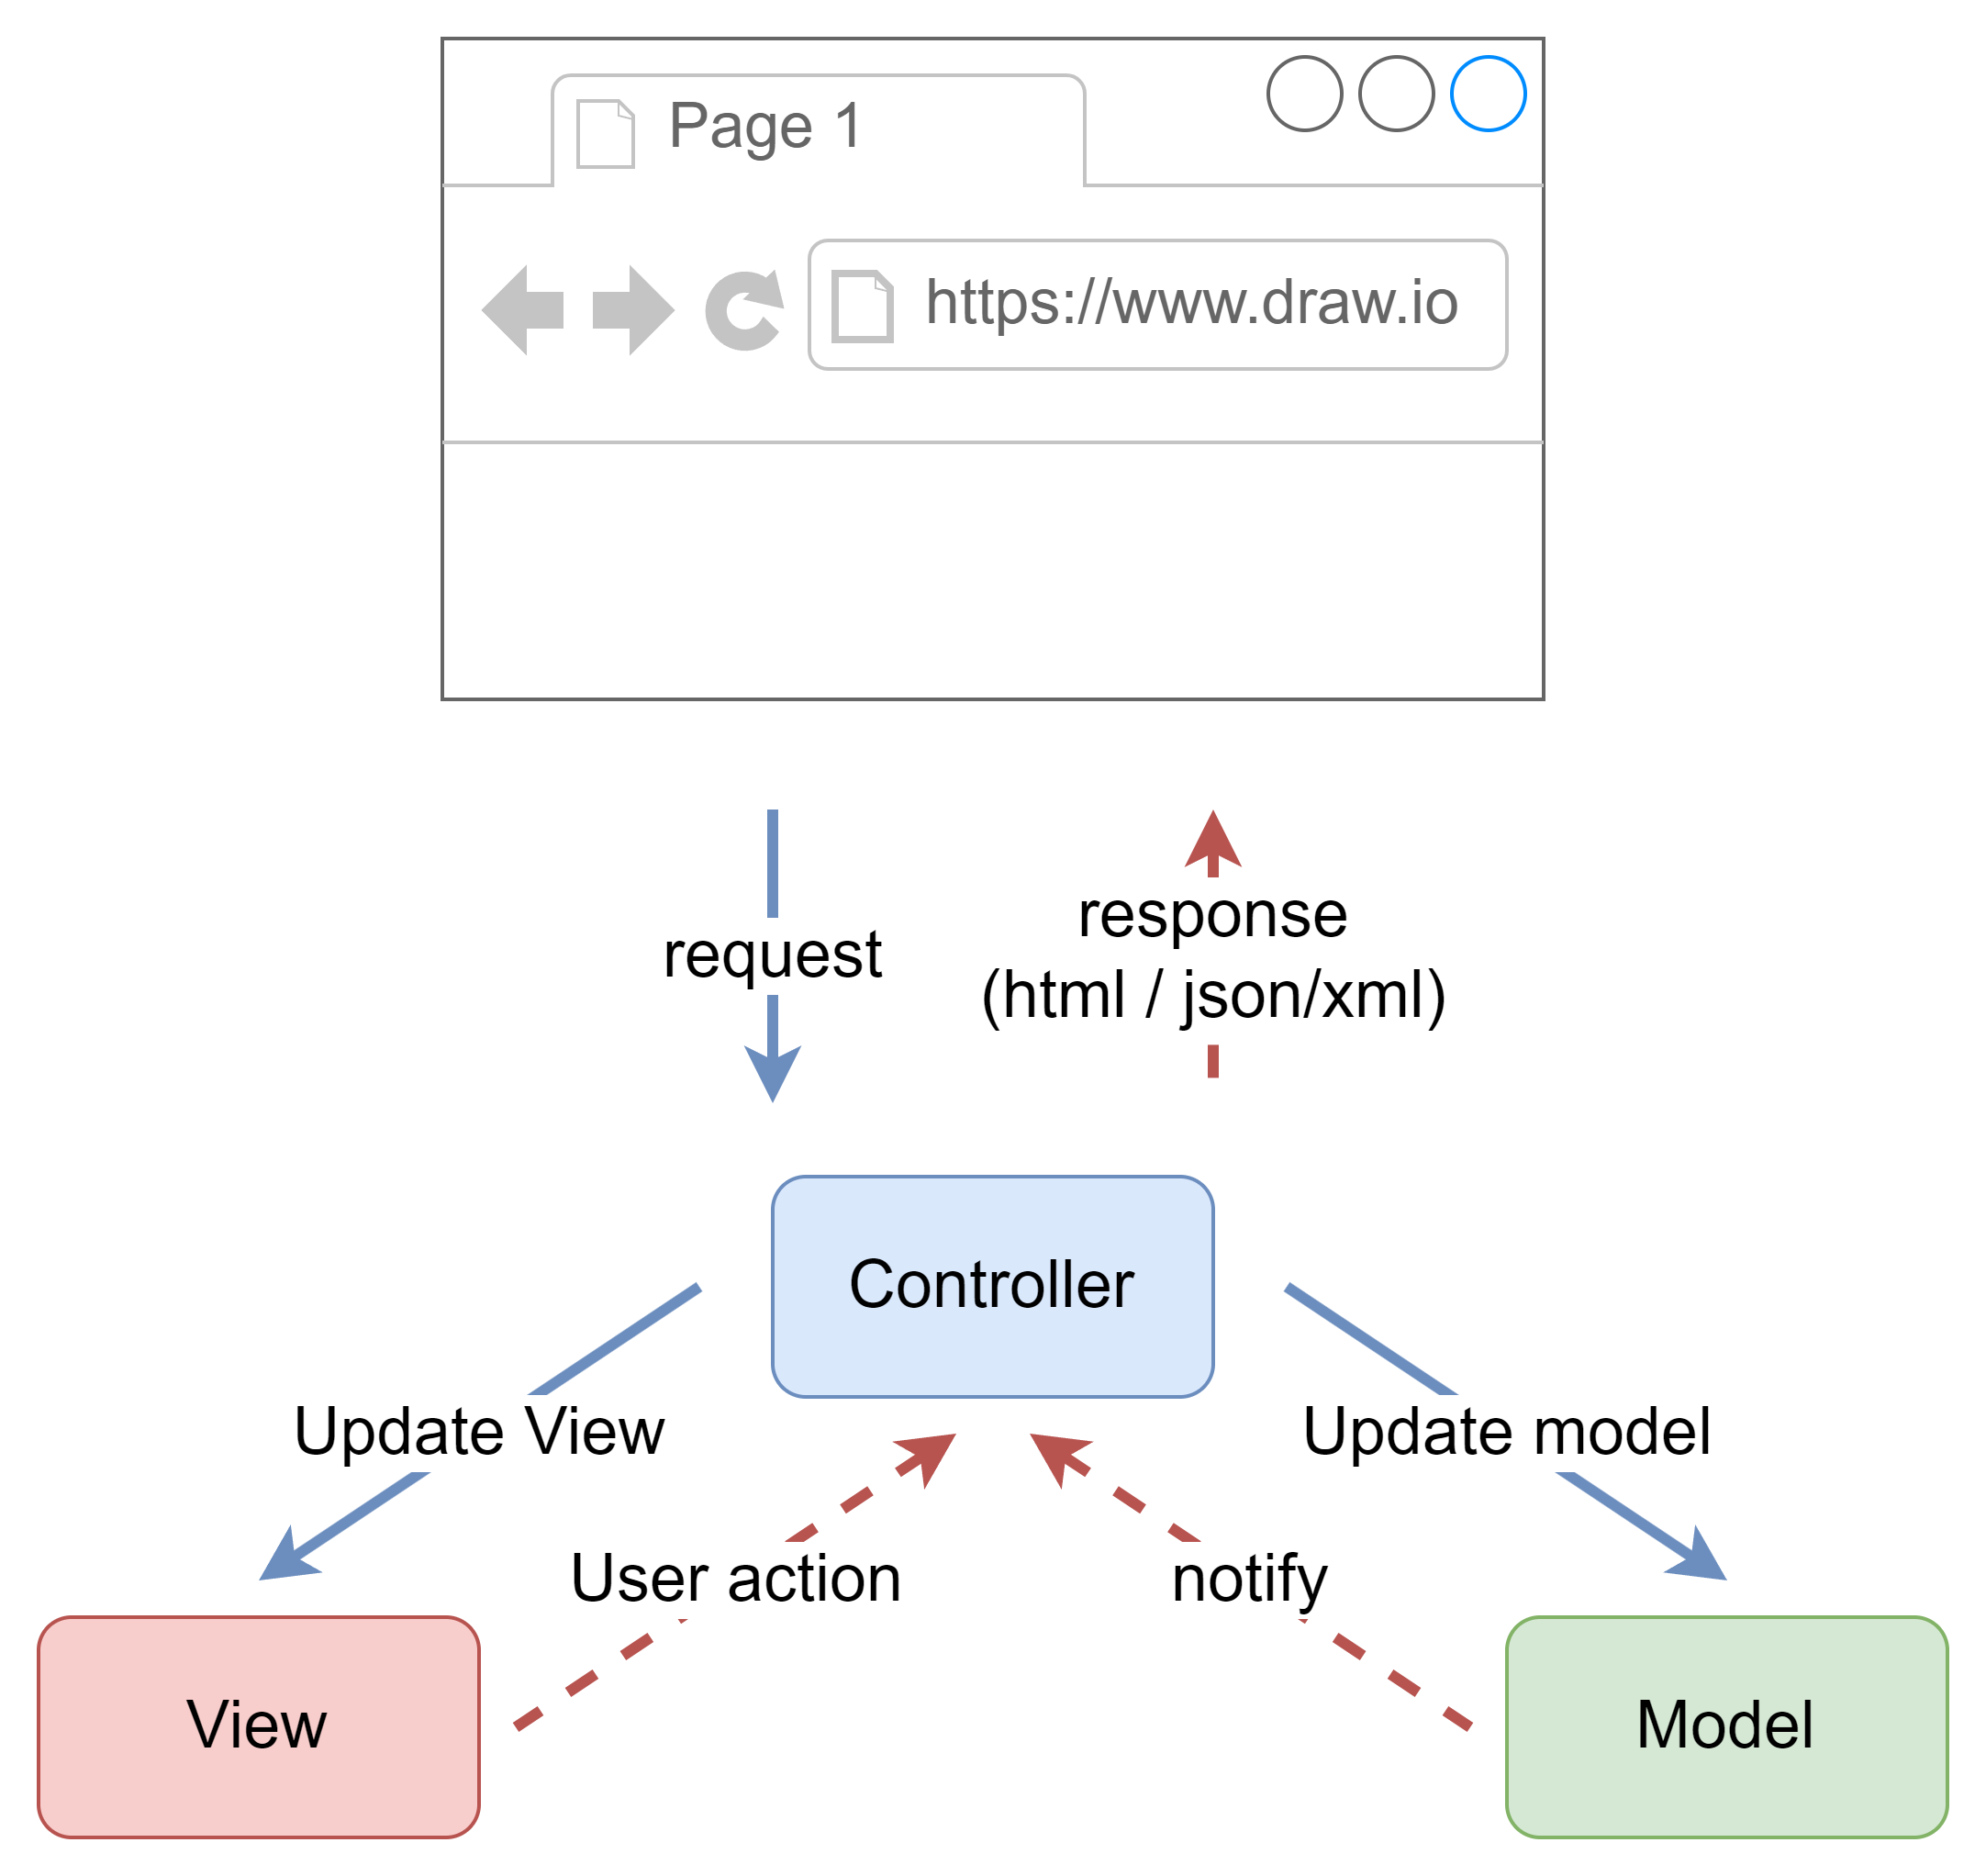 Page 1
https://www.draw.io
request
response
(html / json/xml)
Controller
Update View
Update model
User action
notify
View
Model